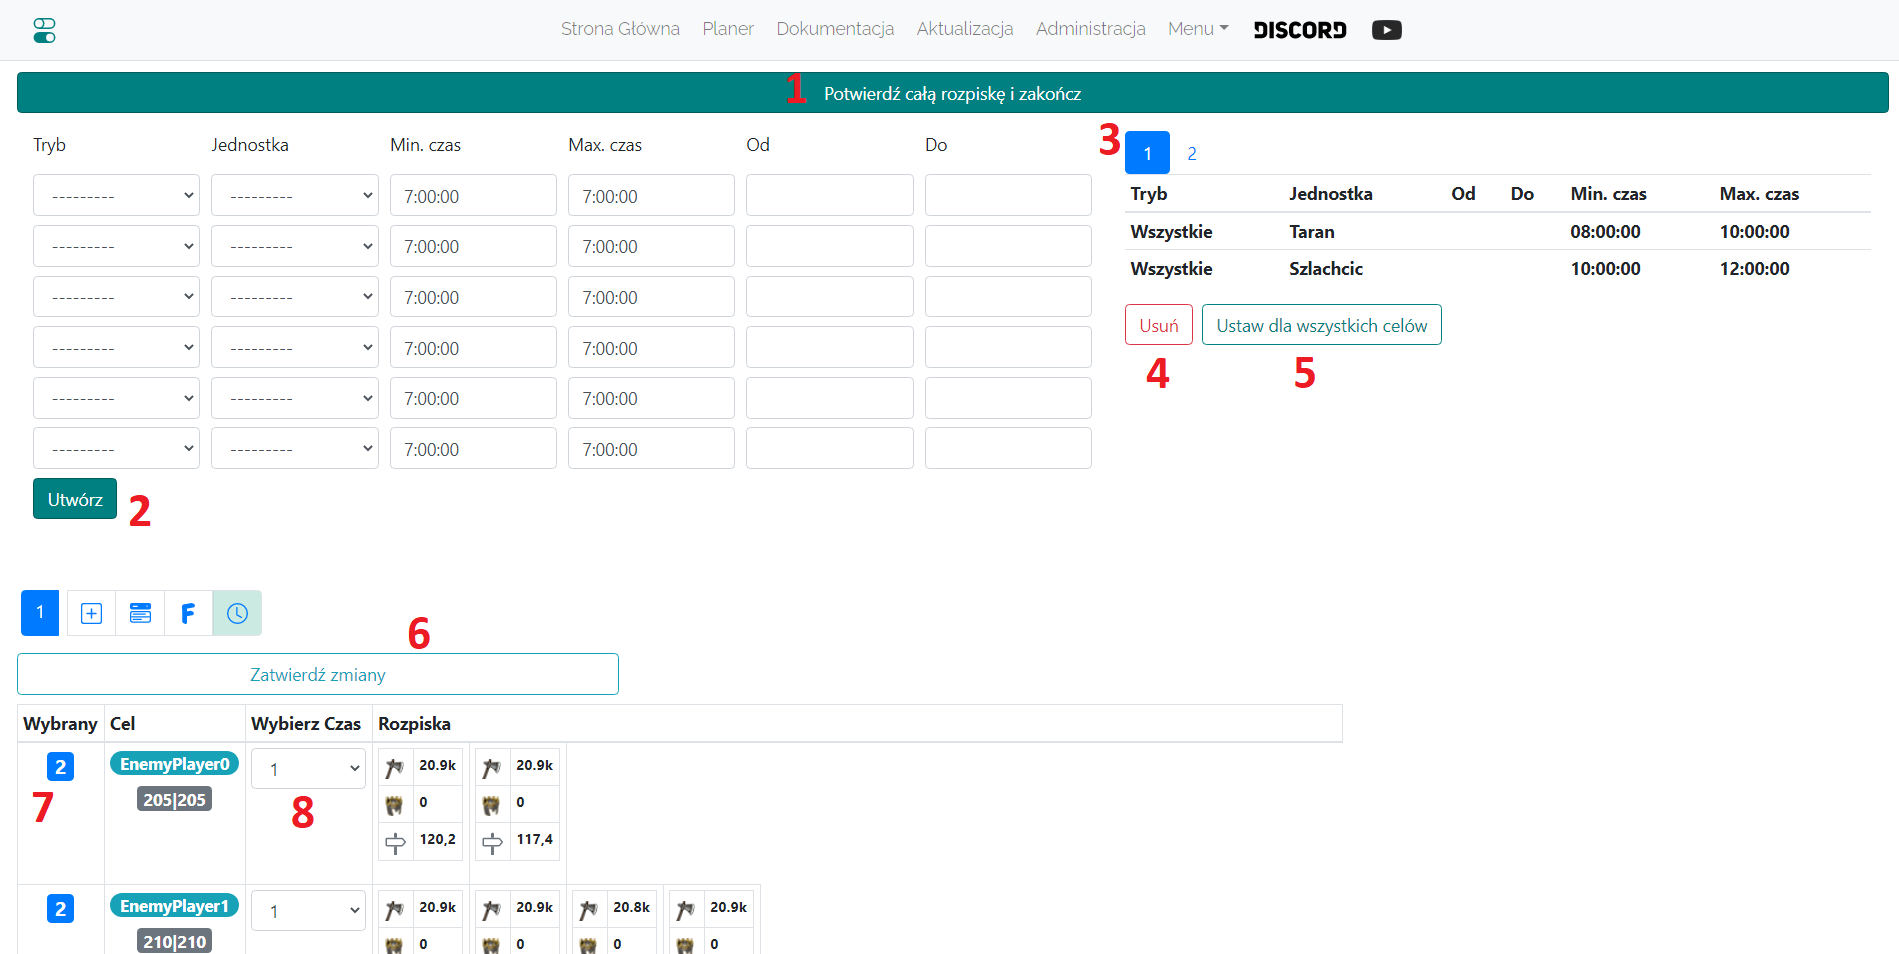 Strona Główna Planer Dokumentacja Aktualizacja Administracja Menu DISCORD
1 Potwierdź całą rozpiskę i zakończ
Tryb Jednostka Min. czas Max. czas Od Do
--------- --------- 7:00:00 7:00:00
--------- --------- 7:00:00 7:00:00
--------- --------- 7:00:00 7:00:00
--------- --------- 7:00:00 7:00:00
--------- --------- 7:00:00 7:00:00
--------- --------- 7:00:00 7:00:00
Utwórz 2
3 1 2
Tryb Jednostka Od Do Min. czas Max. czas
Wszystkie Taran 08:00:00 10:00:00
Wszystkie Szlachcic 10:00:00 12:00:00
Usuń Ustaw dla wszystkich celów
4 5
1 F
6
Zatwierdź zmiany
Wybrany Cel Wybierz Czas Rozpiska
2 EnemyPlayer0 1 20.9k 20.9k
7 205|205 8 0 0
120,2 117,4
2 EnemyPlayer1 1 20.9k 20.9k 20.8k 20.9k
210|210 0 0 0 0